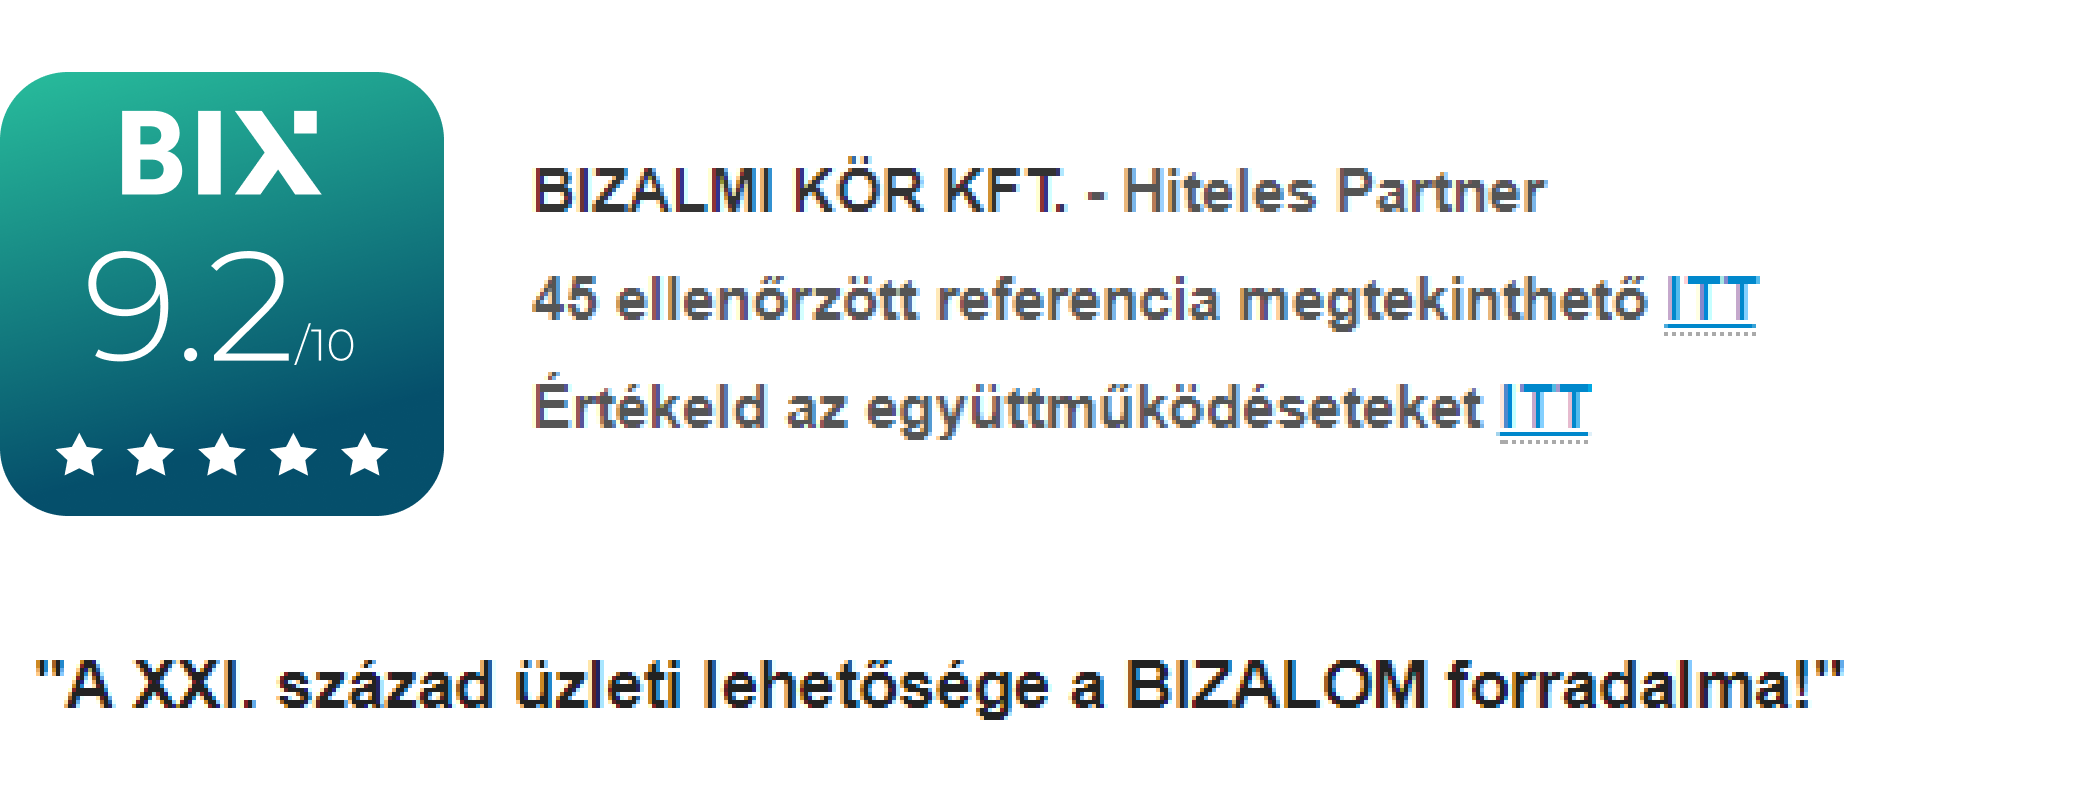 BIX
9.2/10
BIZALMI KÖR KFT. - Hiteles Partner
45 ellenőrzött referencia megtekinthető ITT
Értékeld az együttműködéseteket ITT
"A XXI. század üzleti lehetősége a BIZALOM forradalma!"